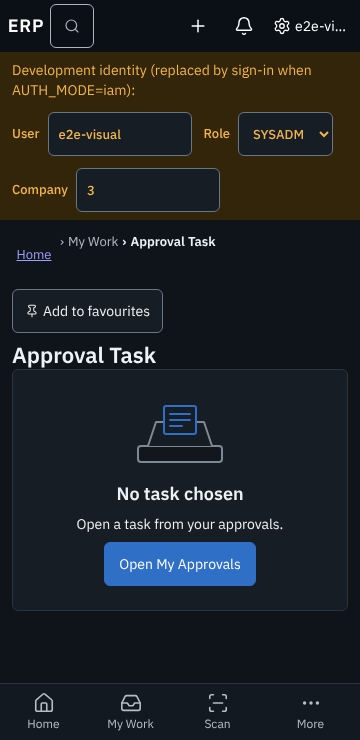 ERP e2e-vi...
Development identity (replaced by sign-in when
AUTH_MODE=iam):
User e2e-visual Role SYSADM
Company 3
Home › My Work › Approval Task
Add to favourites
Approval Task
No task chosen
Open a task from your approvals.
Open My Approvals
Home My Work Scan More